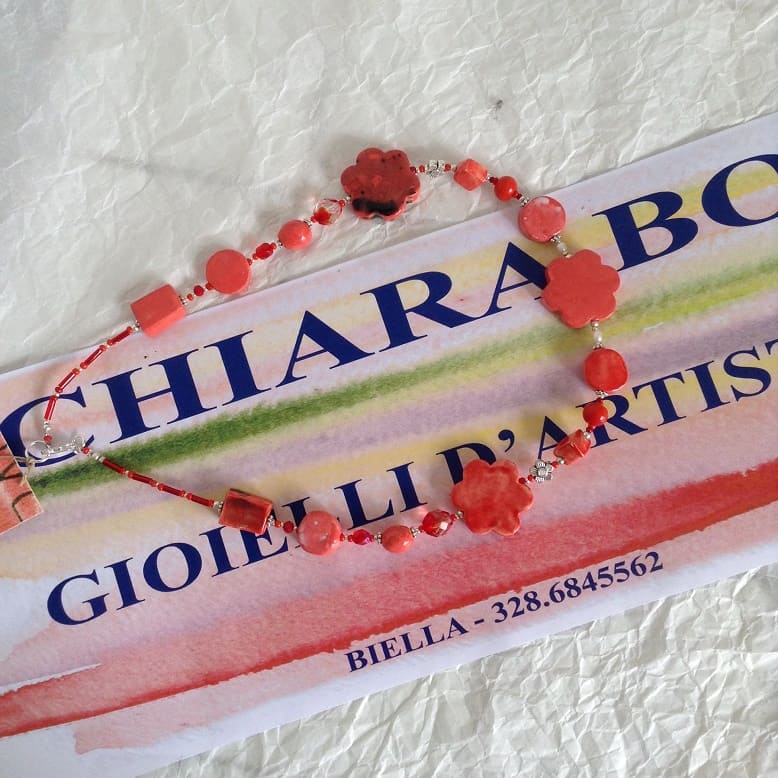 CHIARA BO
GIOIELLI D'ARTIST
BIELLA - 328.6845562